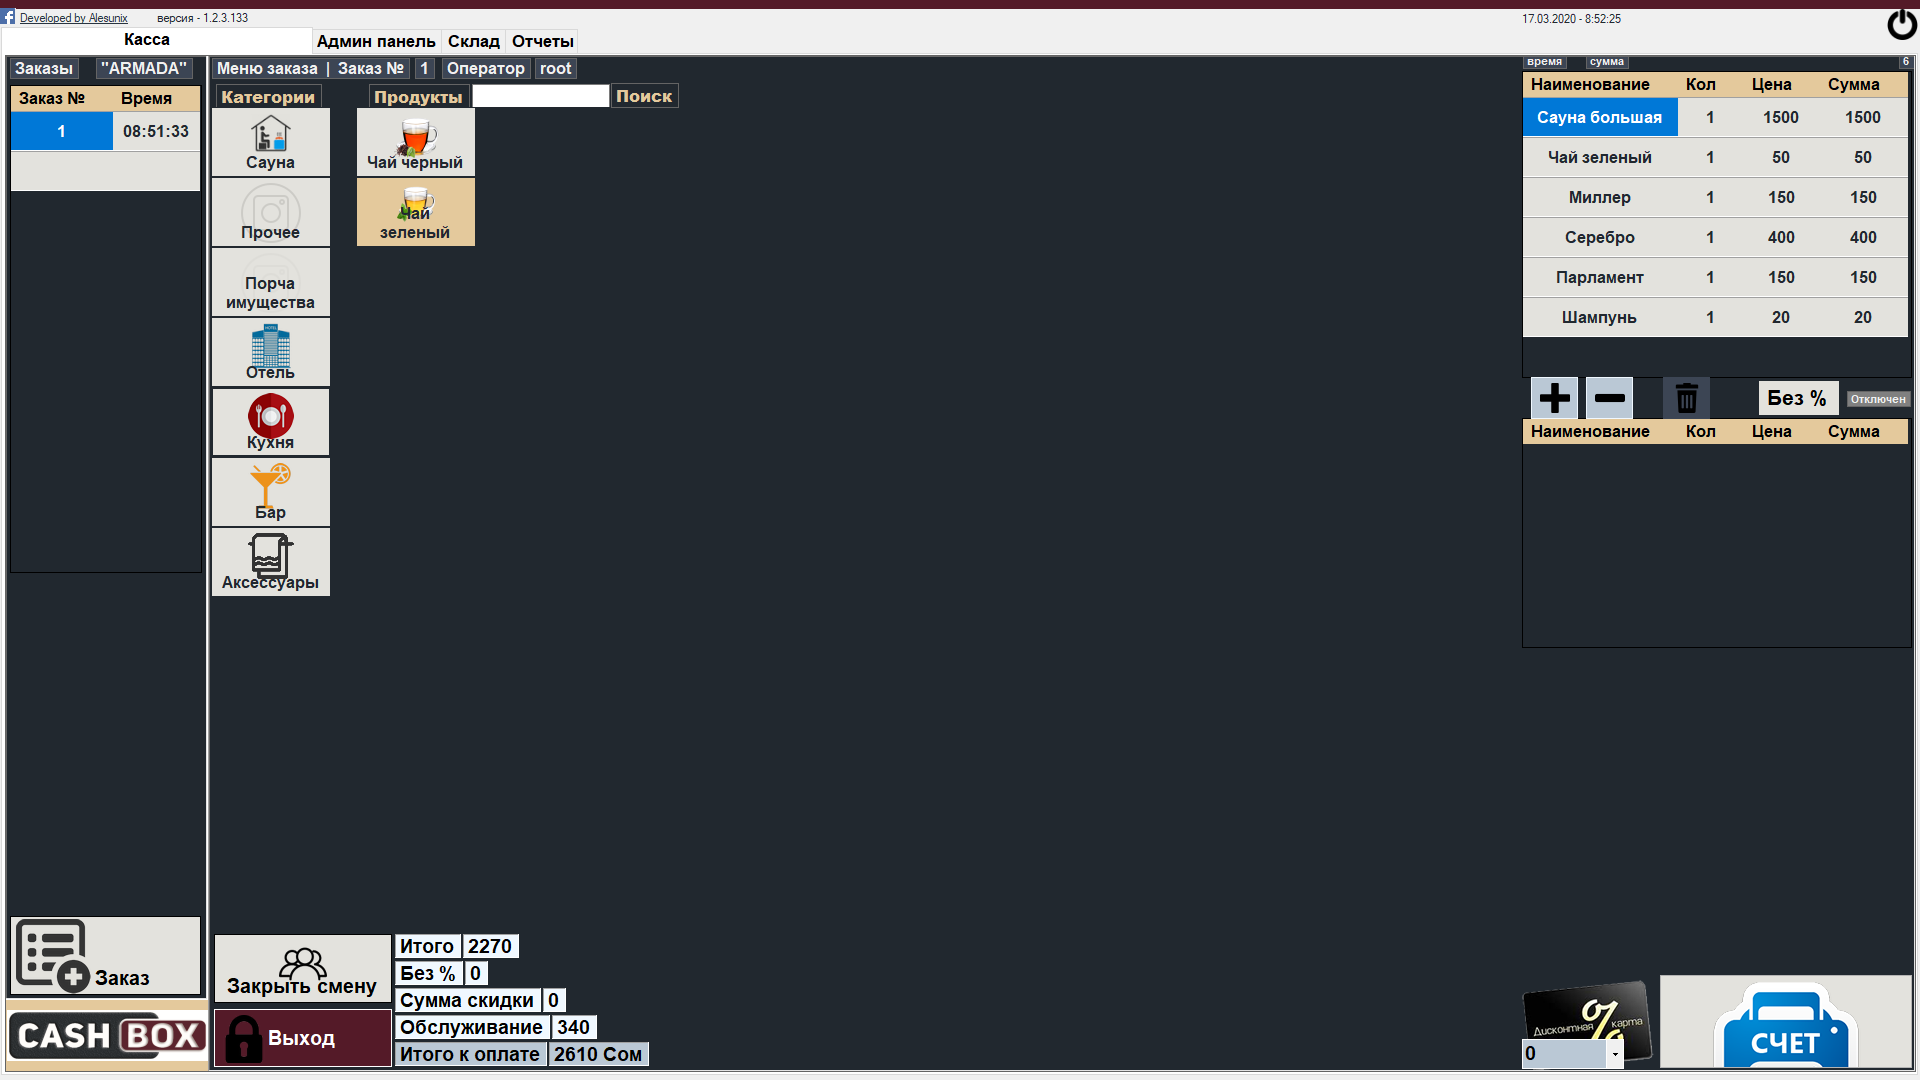 Developed by Alesunix версия - 1.2.3.133 17.03.2020 - 8:52:25
Касса Админ панель Склад Отчеты
Заказы "ARMADA" Меню заказа | Заказ № 1 Оператор root время сумма 6
Заказ № Время
1 08:51:33
Категории Продукты Поиск
Сауна
Прочее
Порча
имущества
HOTEL
Отель
Кухня
Бар
Аксессуары
Чай черный
Чай
зеленый
Наименование Кол Цена Сумма
Сауна большая 1 1500 1500
Чай зеленый 1 50 50
Миллер 1 150 150
Серебро 1 400 400
Парламент 1 150 150
Шампунь 1 20 20
Без % Отключен
Наименование Кол Цена Сумма
Заказ
CASH BOX
Закрыть смену
Выход
Итого 2270
Без % 0
Сумма скидки 0
Обслуживание 340
Итого к оплате 2610 Сом
Дисконтная % карта
0
СЧЕТ